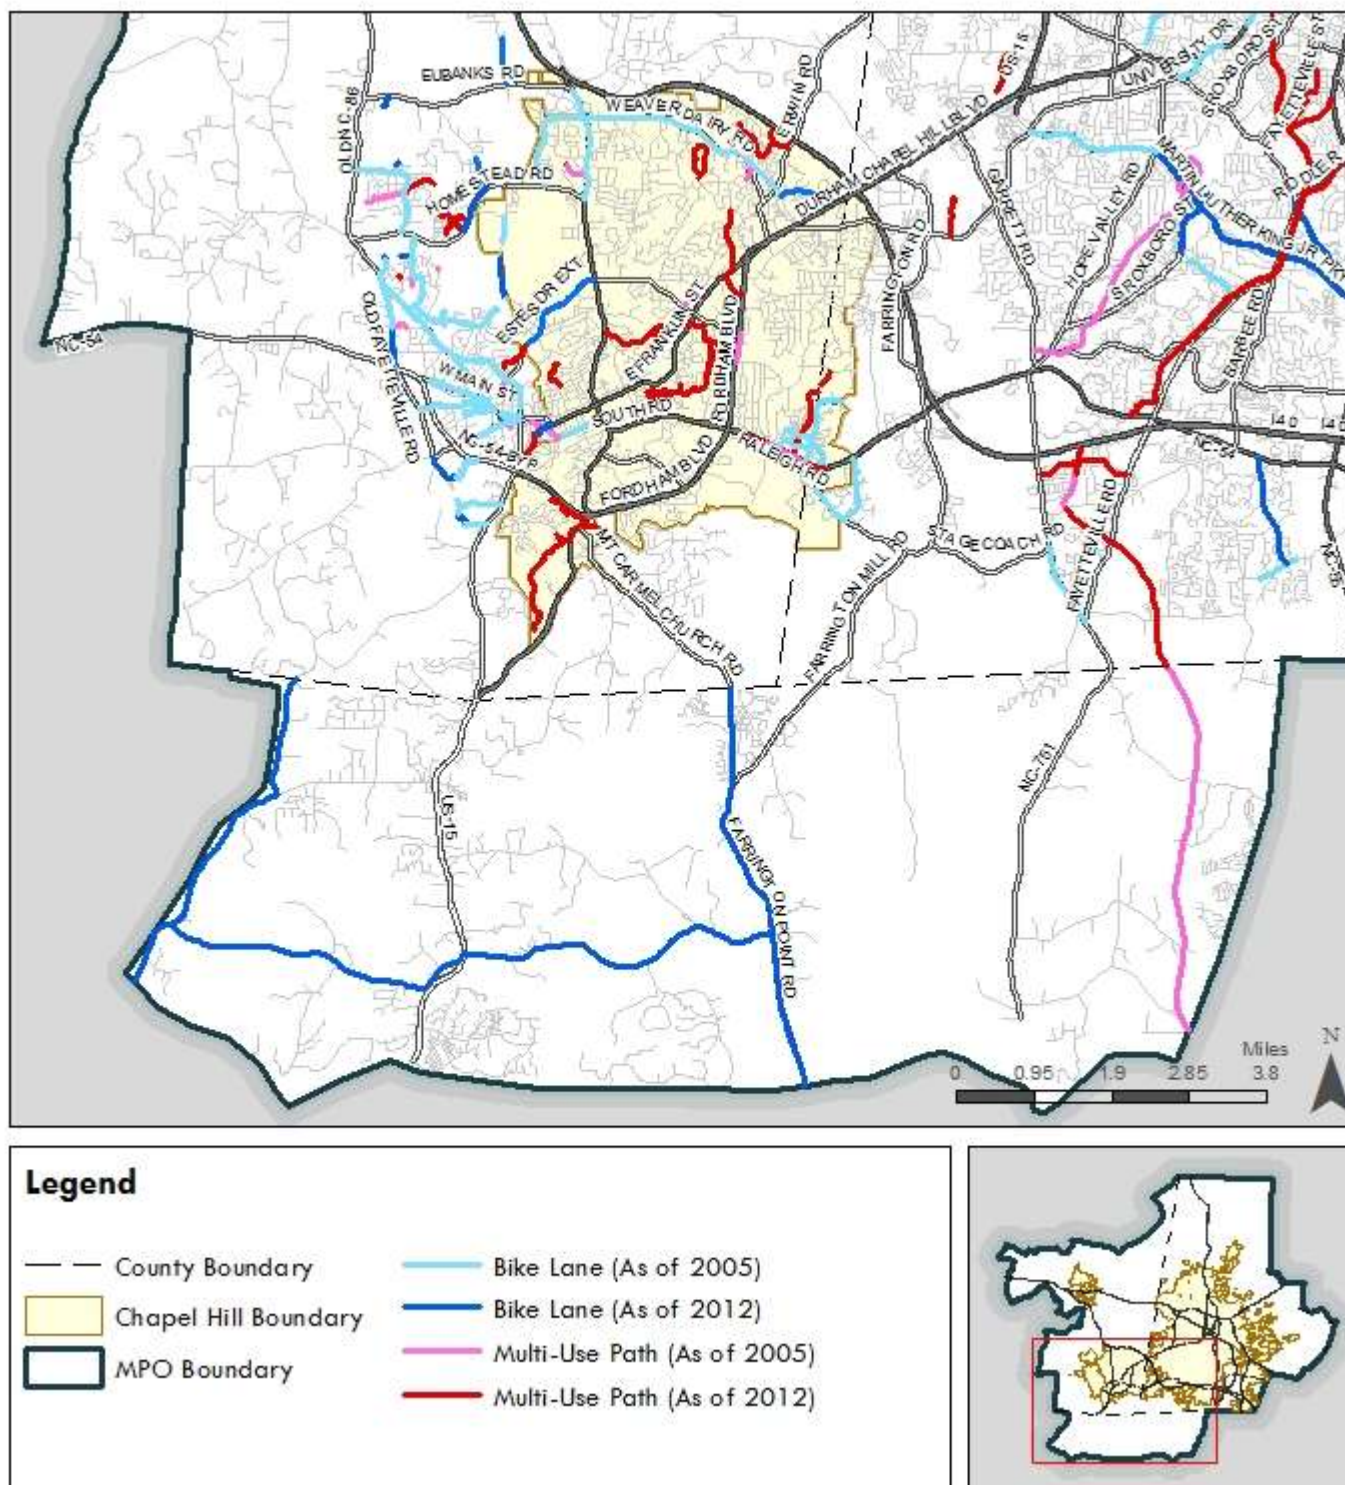 EUBANKS RD
OLD NC-86
WEAVER DAIRY RD
ERWIN RD
US-15
UNIVERSITY DR
S ROXBORO ST
FAYETTEVILLE ST
HOMESTEAD RD
DURHAM CHAPEL HILL BLVD
GARRETT RD
HOPE VALLEY RD
MARTIN LUTHER KING JR PKY
RIDDLE R
S ROXBORO ST
FARRINGTON RD
ESTES DR EXT
OLD FAYETTEVILLE RD
NC-54
E FRANKLIN ST
FORDHAM BLVD
BARBEE RD
W MAIN ST
SOUTH RD
RALEIGH RD
I 40
I 40
NC-54
NC-54 BYP
FORDHAM BLVD
STAGECOACH RD
FAYETTEVILLE RD
NC-55
MT CARMEL CHURCH RD
FARRINGTON MILL RD
NC-751
US-15
FARRINGTON POINT RD
Miles
N
0 0.95 1.9 2.85 3.8
Legend
County Boundary
Chapel Hill Boundary
MPO Boundary
Bike Lane (As of 2005)
Bike Lane (As of 2012)
Multi-Use Path (As of 2005)
Multi-Use Path (As of 2012)